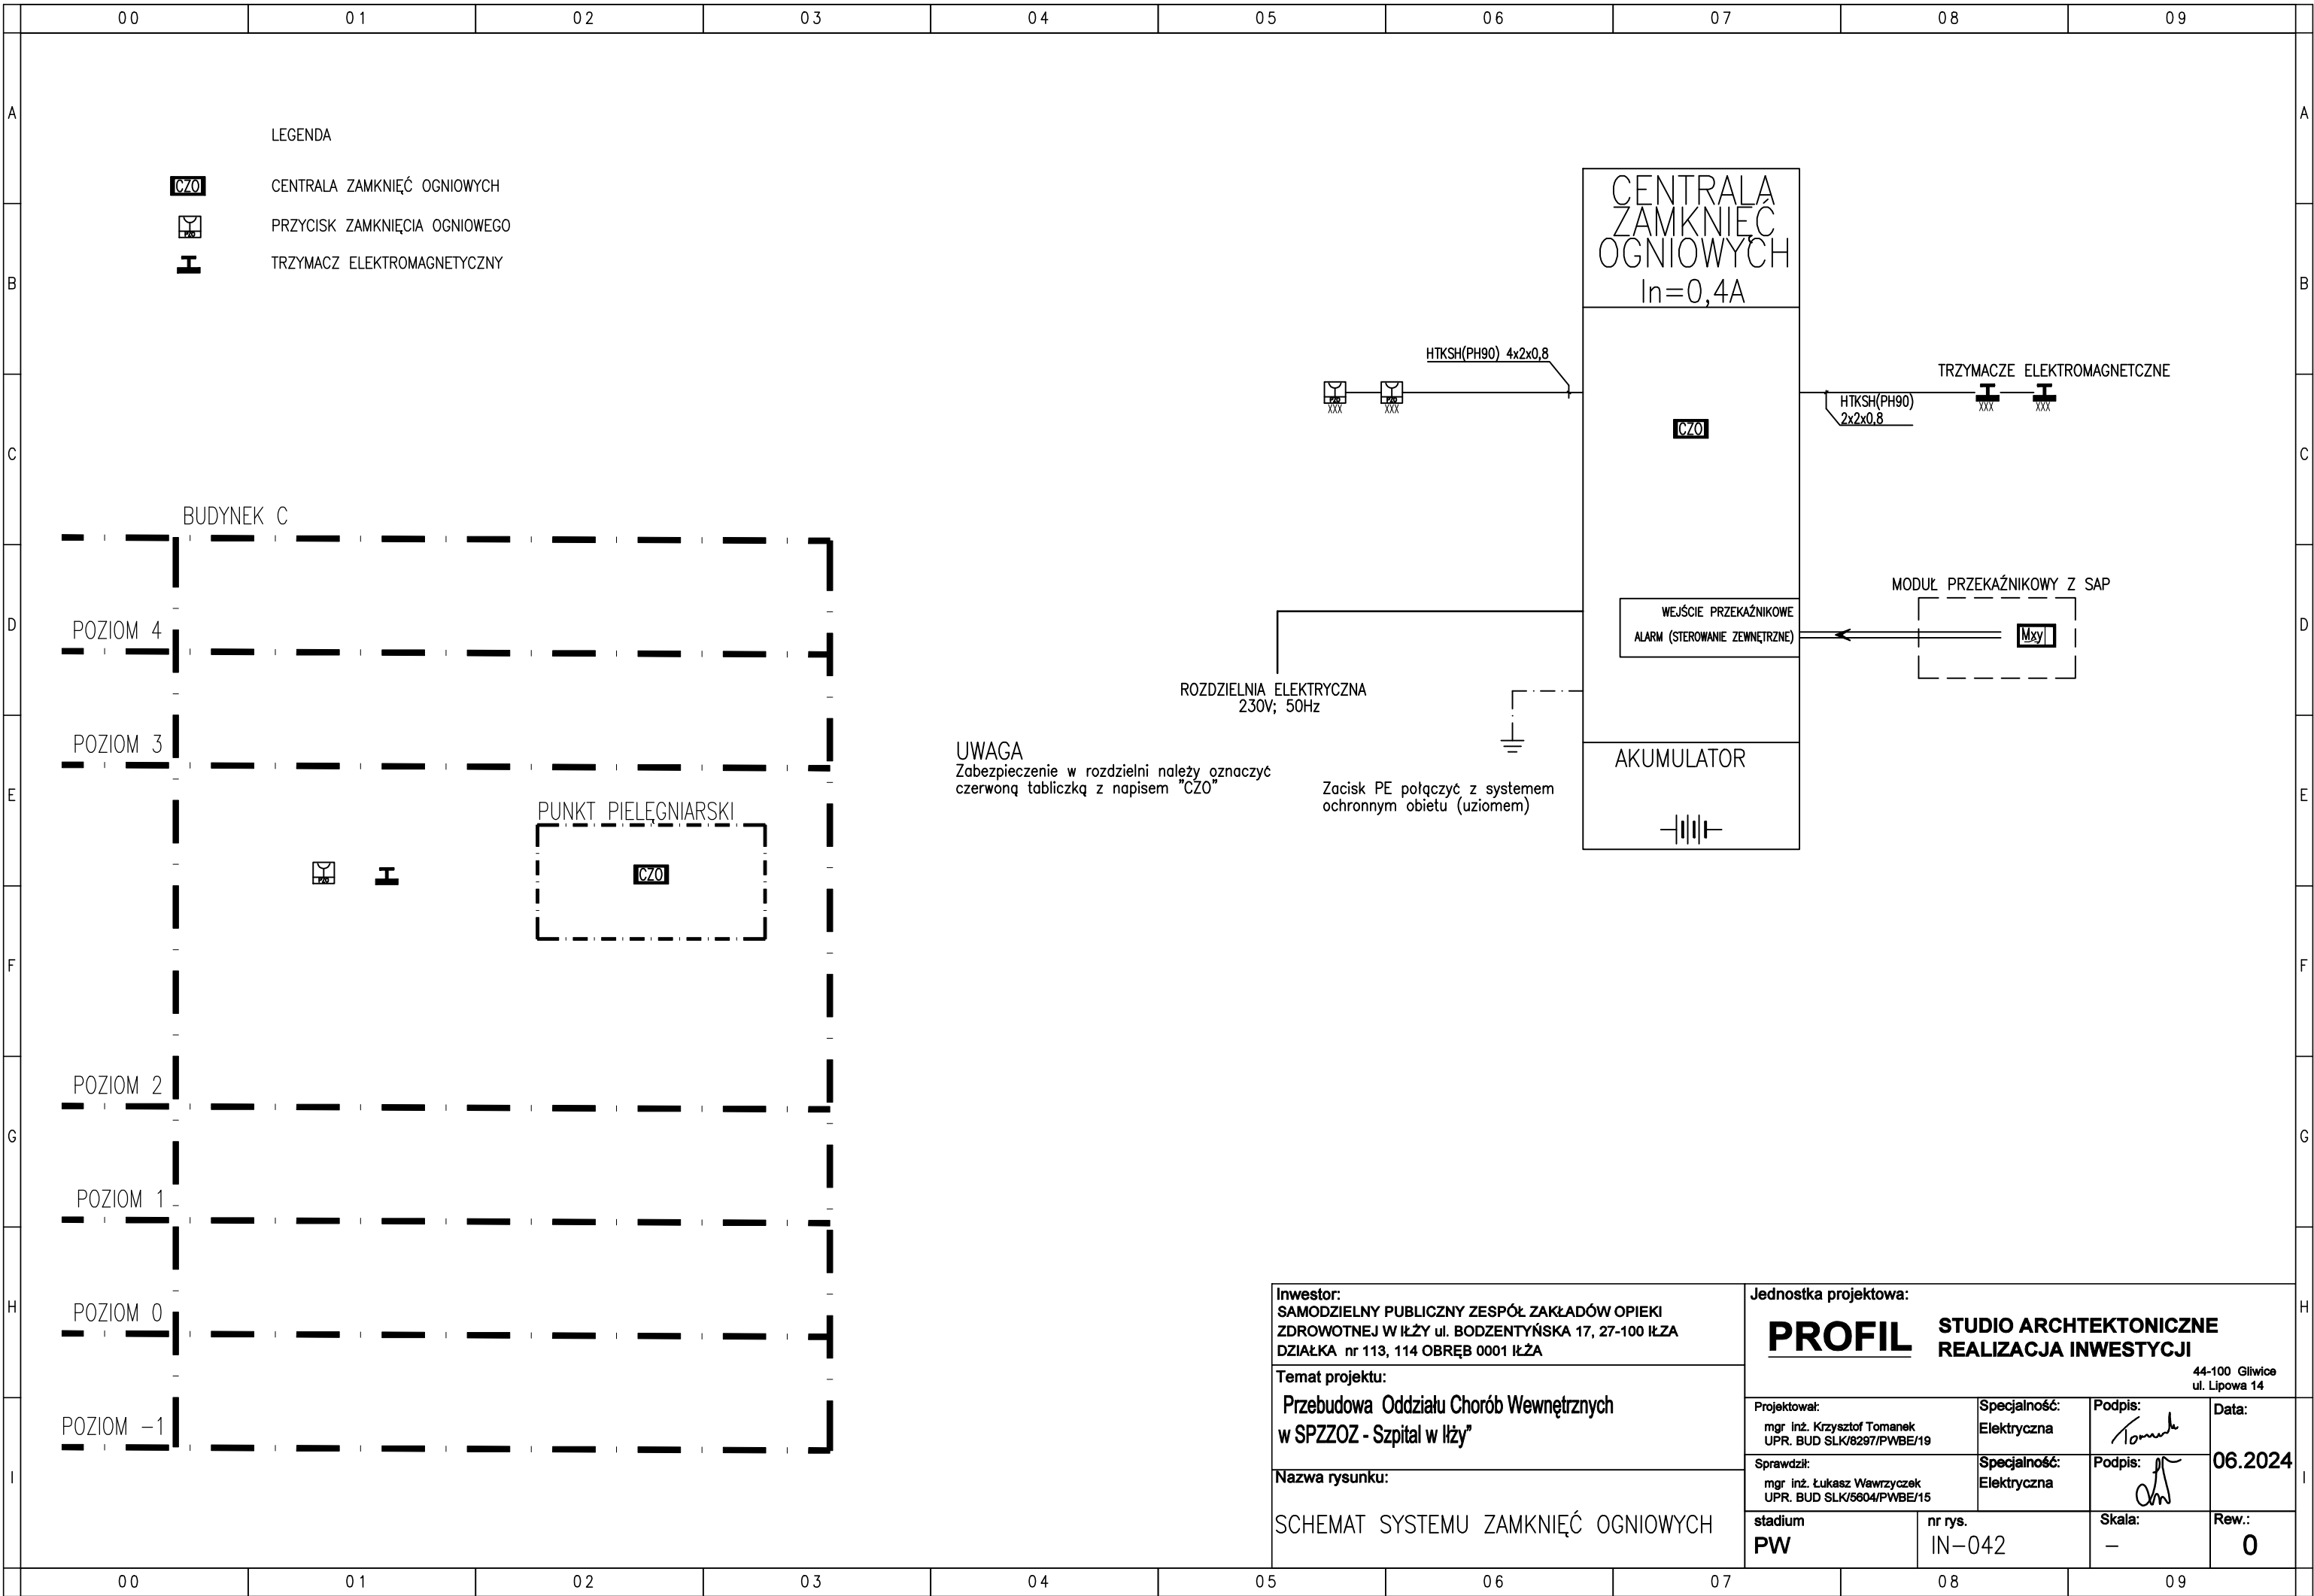 00 01 02 03 04 05 06 07 08 09
A A
B B
C C
D D
E E
F F
G G
H H
I I
LEGENDA
CZO CENTRALA ZAMKNIĘĆ OGNIOWYCH
PZO PRZYCISK ZAMKNIĘCIA OGNIOWEGO
TRZYMACZ ELEKTROMAGNETYCZNY
BUDYNEK C
POZIOM 4
POZIOM 3
PUNKT PIELĘGNIARSKI
PZO
CZO
POZIOM 2
POZIOM 1
POZIOM 0
POZIOM -1
CENTRALA
ZAMKNIĘĆ
OGNIOWYCH
In=0,4A
HTKSH(PH90) 4x2x0,8
PZO PZO
XXX XXX
CZO
TRZYMACZE ELEKTROMAGNETCZNE
XXX XXX
HTKSH(PH90)
2x2x0,8
WEJŚCIE PRZEKAŹNIKOWE
ALARM (STEROWANIE ZEWNĘTRZNE)
MODUŁ PRZEKAŹNIKOWY Z SAP
Mxy
ROZDZIELNIA ELEKTRYCZNA
230V; 50Hz
UWAGA
Zabezpieczenie w rozdzielni należy oznaczyć
czerwoną tabliczką z napisem "CZO"
Zacisk PE połączyć z systemem
ochronnym obietu (uziomem)
AKUMULATOR
Inwestor:
SAMODZIELNY PUBLICZNY ZESPÓŁ ZAKŁADÓW OPIEKI
ZDROWOTNEJ W IŁŻY ul. BODZENTYŃSKA 17, 27-100 IŁZA
DZIAŁKA nr 113, 114 OBRĘB 0001 IŁŻA
Temat projektu:
Przebudowa Oddziału Chorób Wewnętrznych
w SPZZOZ - Szpital w Iłży"
Nazwa rysunku:
SCHEMAT SYSTEMU ZAMKNIĘĆ OGNIOWYCH
Jednostka projektowa:
PROFIL
STUDIO ARCHTEKTONICZNE
REALIZACJA INWESTYCJI
44-100 Gliwice
ul. Lipowa 14
Projektował:
mgr inż. Krzysztof Tomanek
UPR. BUD SLK/8297/PWBE/19
Specjalność:
Elektryczna
Podpis:
Data:
06.2024
Sprawdził:
mgr inż. Łukasz Wawrzyczek
UPR. BUD SLK/5604/PWBE/15
Specjalność:
Elektryczna
Podpis:
stadium
PW
nr rys.
IN-042
Skala:
-
Rew.:
0
00 01 02 03 04 05 06 07 08 09